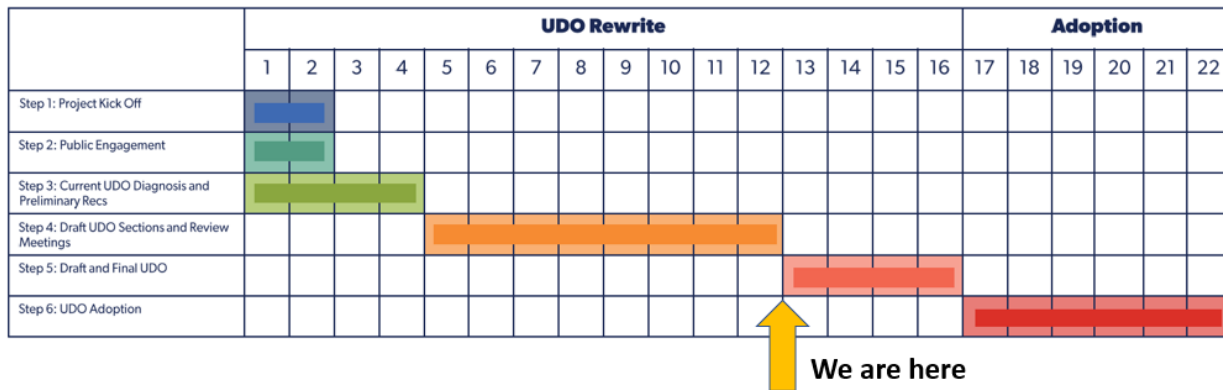 UDO Rewrite Adoption
1 2 3 4 5 6 7 8 9 10 11 12 13 14 15 16 17 18 19 20 21 22
Step 1: Project Kick Off
Step 2: Public Engagement
Step 3: Current UDO Diagnosis and
Preliminary Recs
Step 4: Draft UDO Sections and Review
Meetings
Step 5: Draft and Final UDO
Step 6: UDO Adoption
We are here